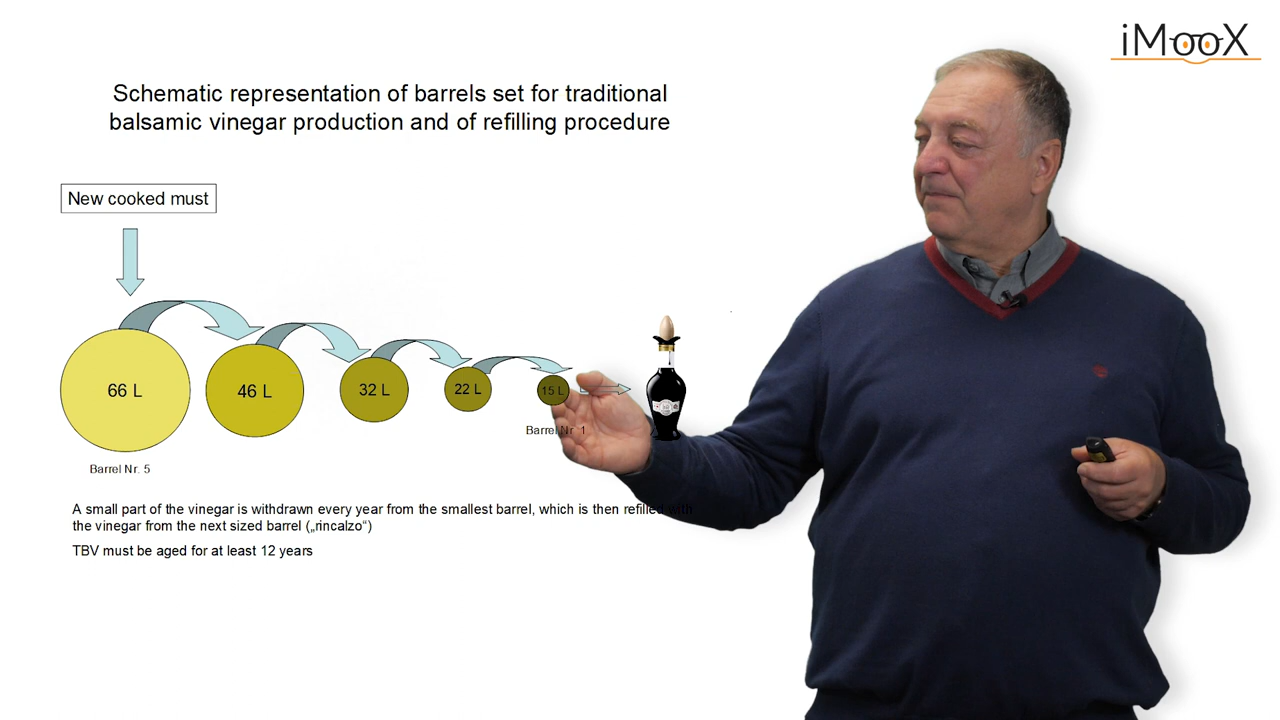 iMooX
Schematic representation of barrels set for traditional
balsamic vinegar production and of refilling procedure
New cooked must
66 L
46 L
32 L
22 L
15 L
Barrel Nr. 1
Barrel Nr. 5
A small part of the vinegar is withdrawn every year from the smallest barrel, which is then refilled with
the vinegar from the next sized barrel („rincalzo“)
TBV must be aged for at least 12 years